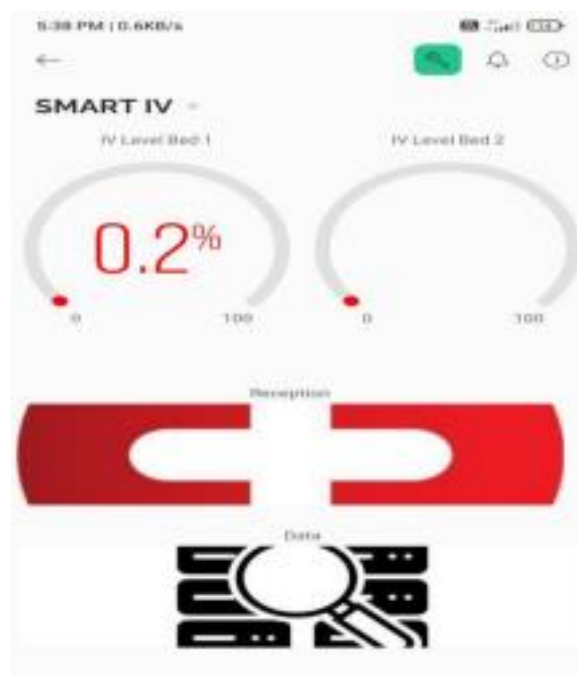 5:38 PM | 0.6KB/s
SMART IV
IV Level Bed 1
IV Level Bed 2
0.2%
0
100
0
100
Reception
Data